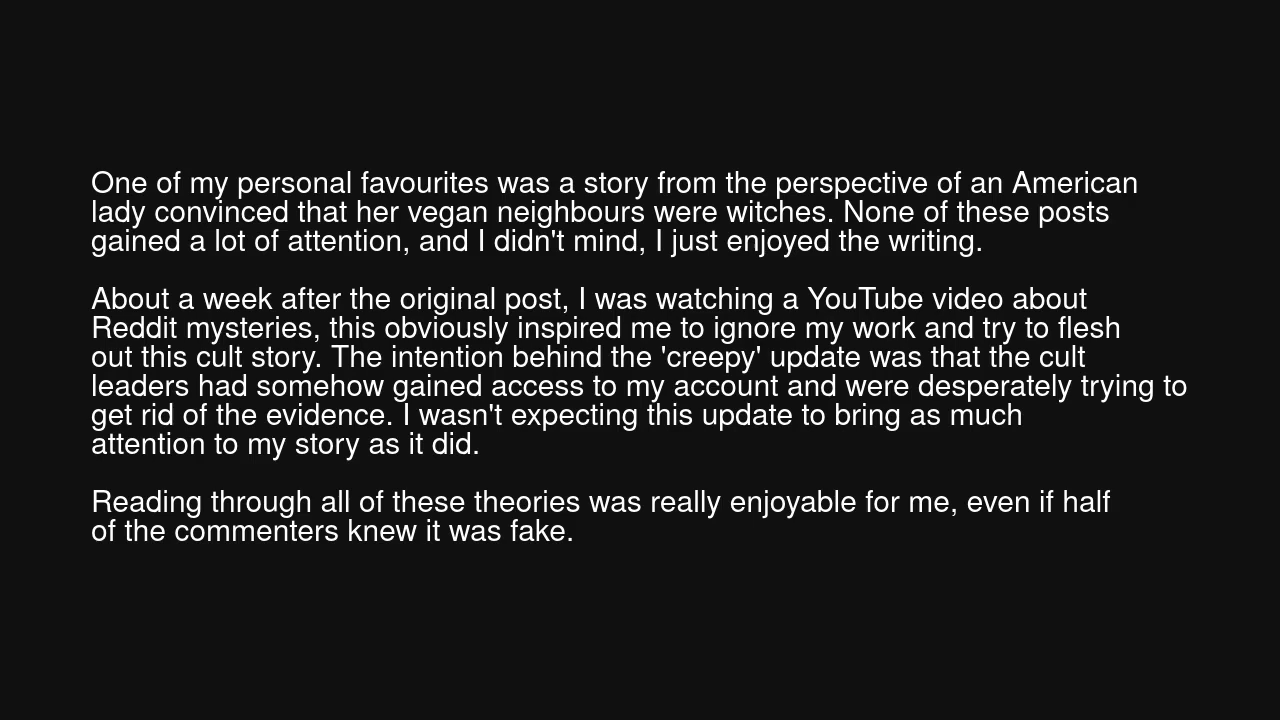 One of my personal favourites was a story from the perspective of an American
lady convinced that her vegan neighbours were witches. None of these posts
gained a lot of attention, and I didn't mind, I just enjoyed the writing.
About a week after the original post, I was watching a YouTube video about
Reddit mysteries, this obviously inspired me to ignore my work and try to flesh
out this cult story. The intention behind the 'creepy' update was that the cult
leaders had somehow gained access to my account and were desperately trying to
get rid of the evidence. I wasn't expecting this update to bring as much
attention to my story as it did.
Reading through all of these theories was really enjoyable for me, even if half
of the commenters knew it was fake.